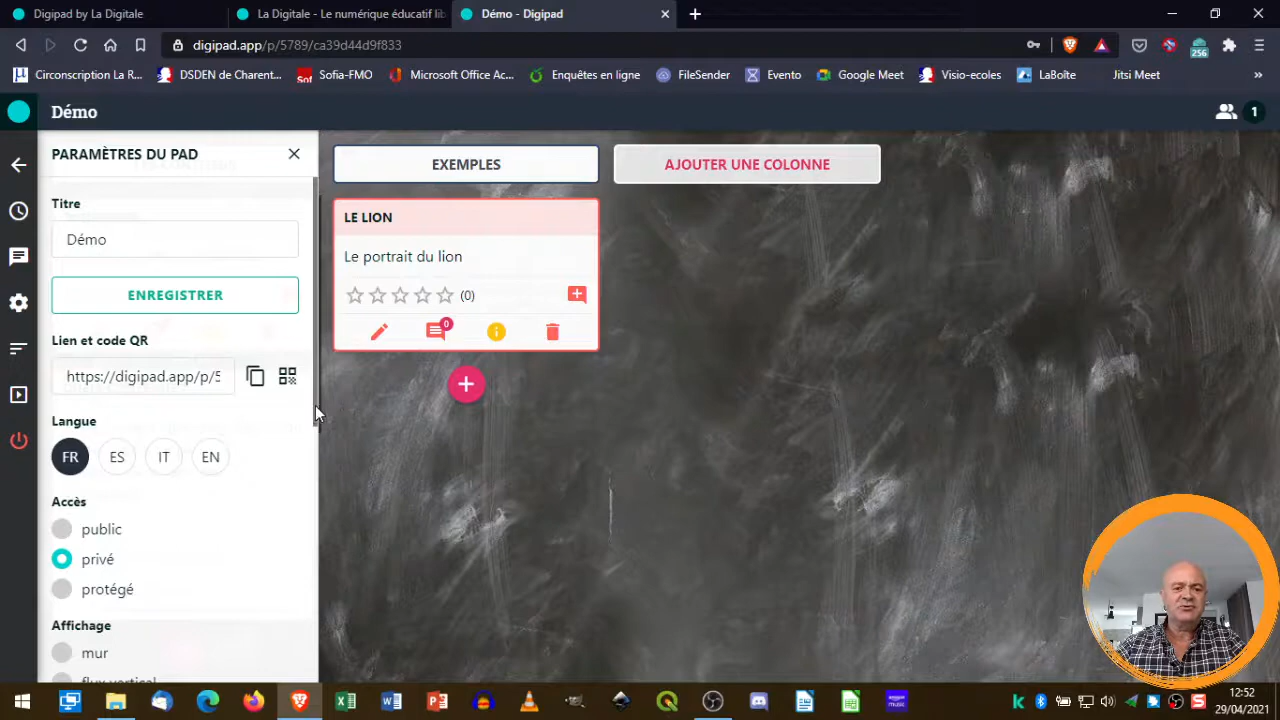 Digipad by La Digitale
La Digitale - Le numérique éducatif lib
Démo - Digipad
digipad.app/p/5789/ca39d44d9f833
256
Circonscription La R...
DSDEN de Charent...
Sofia-FMO
Microsoft Office Ac...
Enquêtes en ligne
FileSender
Evento
Google Meet
Visio-ecoles
LaBoîte
Jitsi Meet
»
Démo
1
PARAMÈTRES DU PAD
Titre
Démo
ENREGISTRER
Lien et code QR
https://digipad.app/p/5
Langue
FR ES IT EN
Accès
public
privé
protégé
Affichage
mur
flux vertical
EXEMPLES
AJOUTER UNE COLONNE
LE LION
Le portrait du lion
(0)
0
12:52
29/04/2021